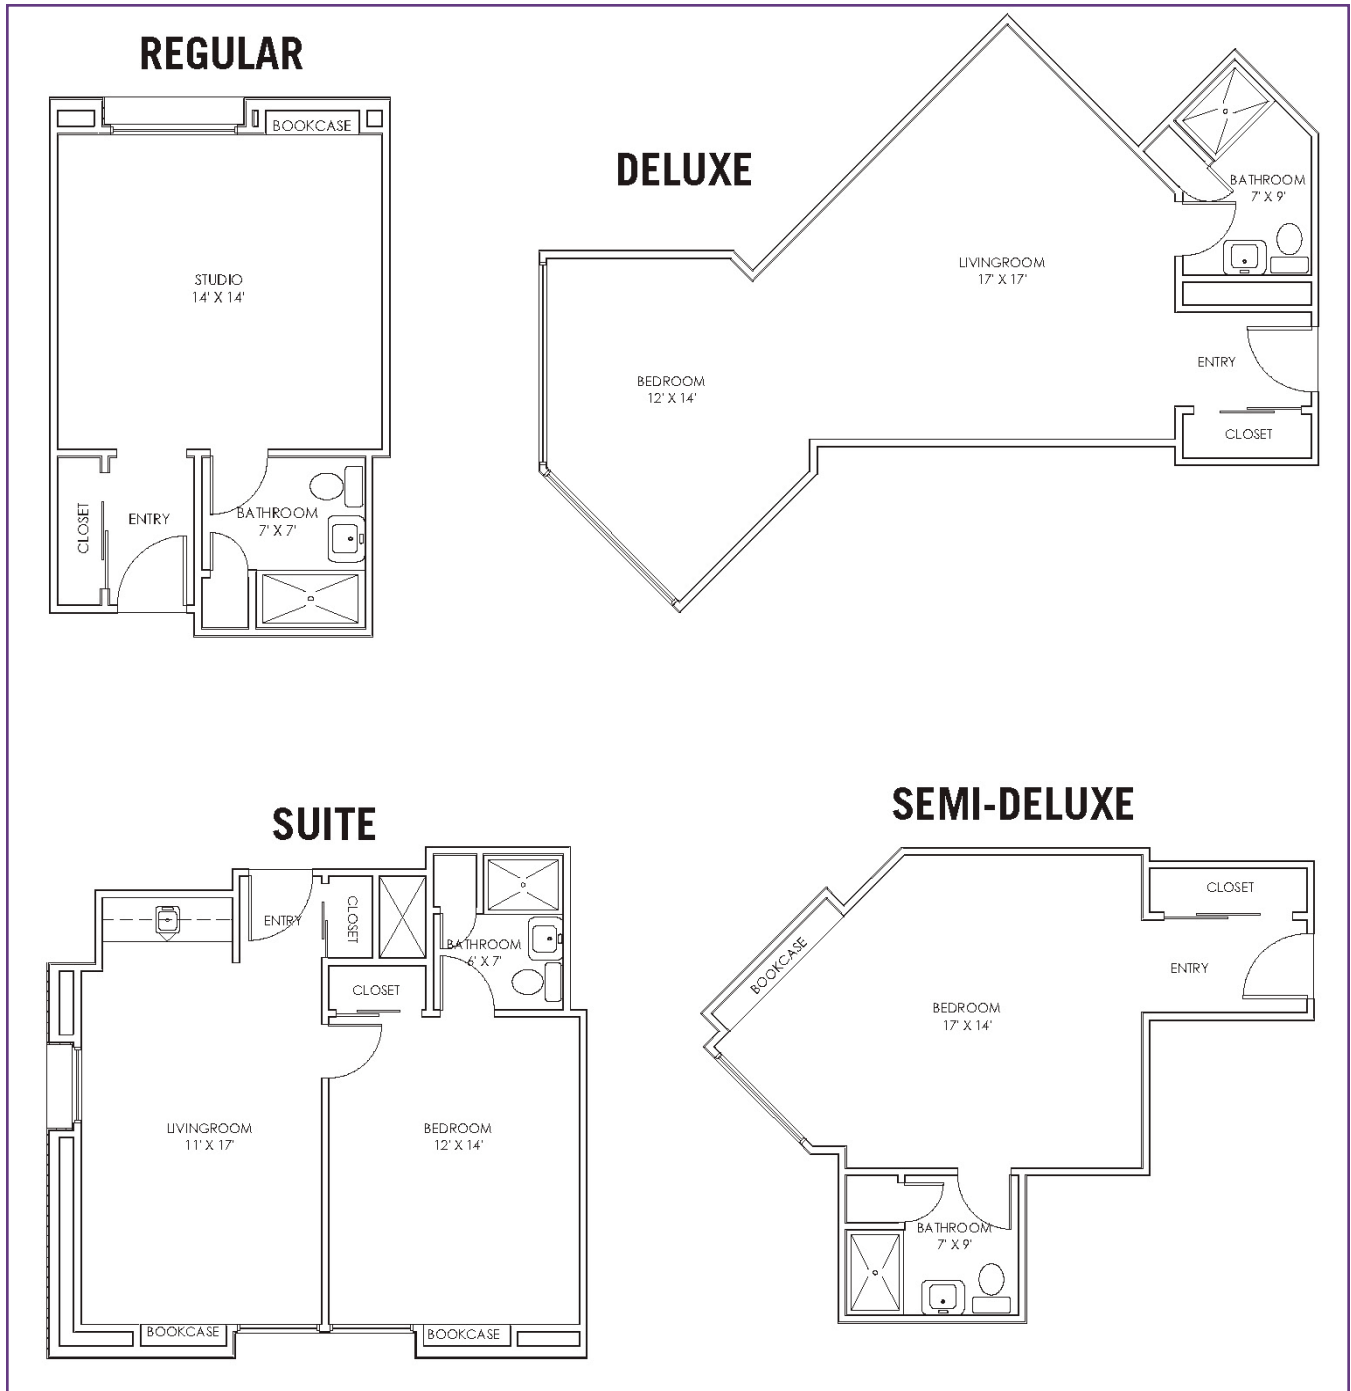 REGULAR
BOOKCASE
STUDIO
14' X 14'
CLOSET
ENTRY
BATHROOM
7' X 7'
DELUXE
BATHROOM
7' X 9'
LIVINGROOM
17' X 17'
BEDROOM
12' X 14'
ENTRY
CLOSET
SUITE
ENTRY
CLOSET
BATHROOM
6' X 7'
CLOSET
LIVINGROOM
11' X 17'
BEDROOM
12' X 14'
BOOKCASE
BOOKCASE
SEMI-DELUXE
CLOSET
BOOKCASE
ENTRY
BEDROOM
17' X 14'
BATHROOM
7' X 9'